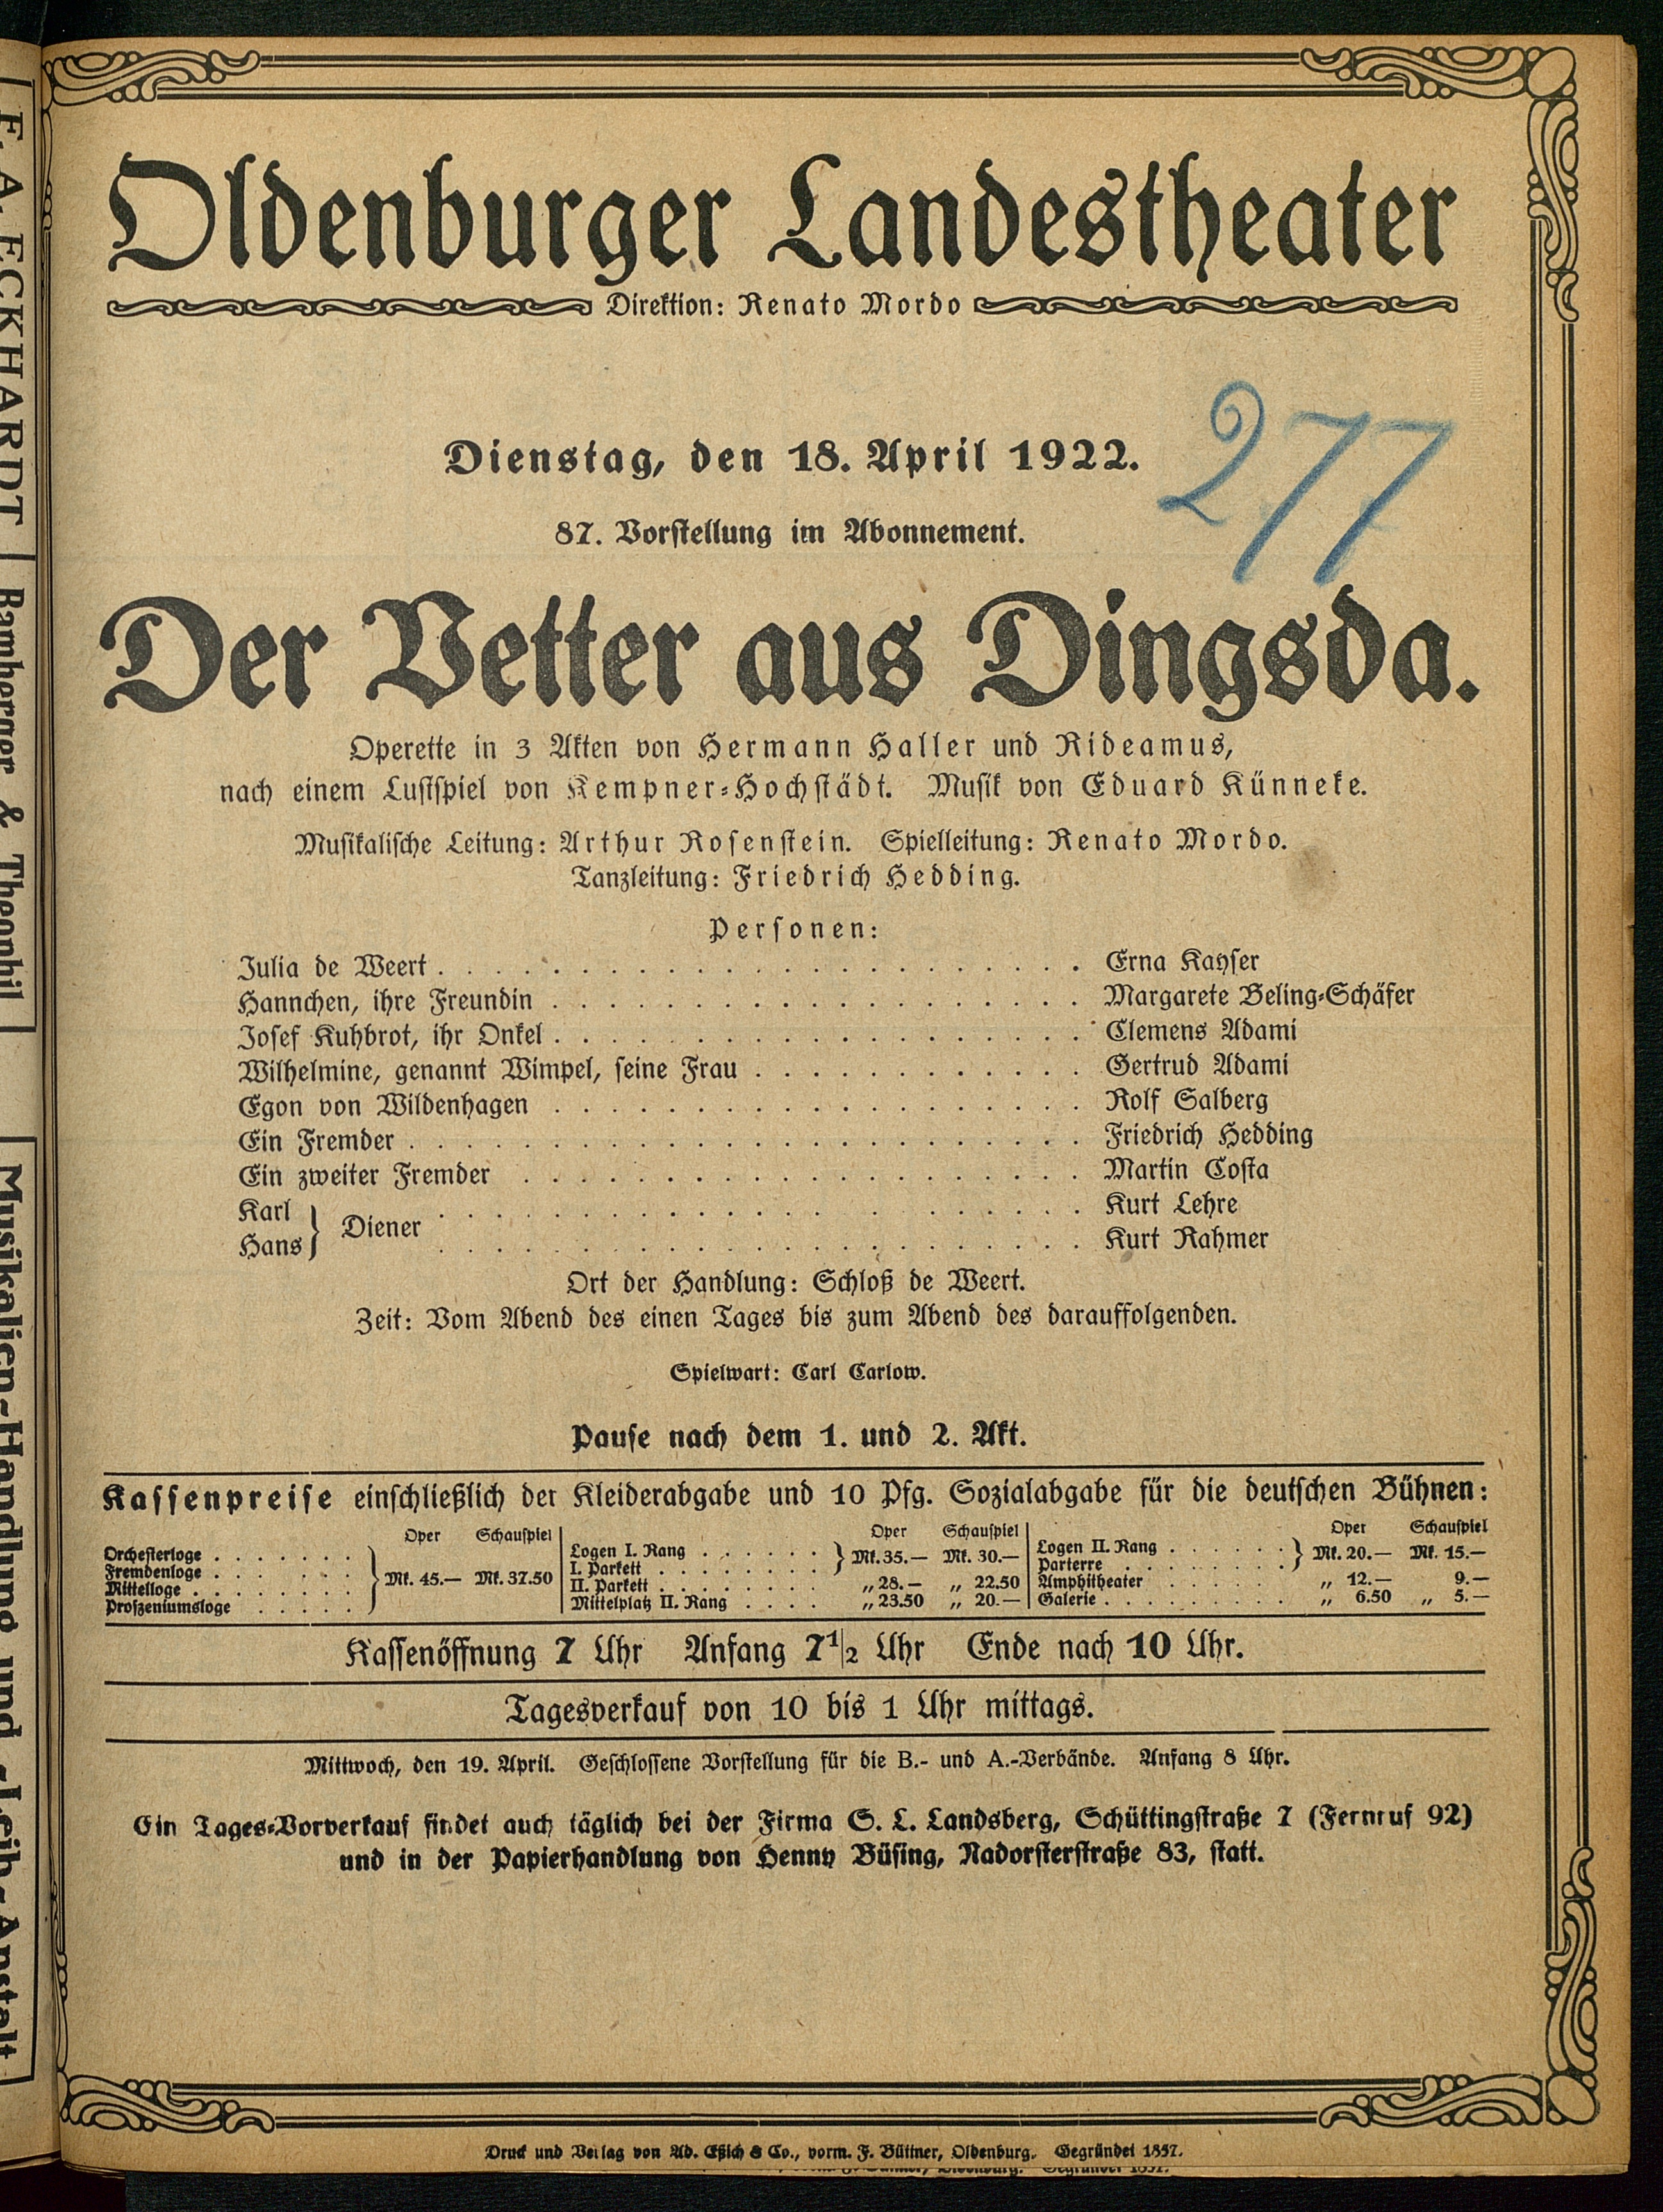 Oldenburger Landestheater
Direktion: Renato Mordo
277
Dienstag, den 18. April 1922.
87. Vorstellung im Abonnement.
Der Vetter aus Dingsda.
Operette in 3 Akten von Hermann Haller und Rideamus,
nach einem Lustspiel von Kempner-Hochstädt. Musik von Eduard Künneke.
Musikalische Leitung: Arthur Rosenstein. Spielleitung: Renato Mordo.
Tanzleitung: Friedrich Hedding.
Personen:
Julia de Weert . . . Erna Kayser
Hannchen, ihre Freundin . . . Margarete Beling-Schäfer
Josef Kuhbrot, ihr Onkel . . . Clemens Adami
Wilhelmine, genannt Wimpel, seine Frau . . . Gertrud Adami
Egon von Wildenhagen . . . Rolf Salberg
Ein Fremder . . . Friedrich Hedding
Ein zweiter Fremder . . . Martin Costa
Karl } Diener . . . Kurt Lehre
Hans } . . . Kurt Rahmer
Ort der Handlung: Schloß de Weert.
Zeit: Vom Abend des einen Tages bis zum Abend des darauffolgenden.
Spielwart: Carl Carlow.
Pause nach dem 1. und 2. Akt.
Kassenpreise einschließlich der Kleiderabgabe und 10 Pfg. Sozialabgabe für die deutschen Bühnen:
Oper Schauspiel
Orchesterloge . . .
Fremdenloge . . .
Mittelloge . . .
Proszeniumsloge . . .
} Mk. 45.— Mk. 37.50
Oper Schauspiel
Logen I. Rang . . .
I. Parkett . . .
} Mk. 35.— Mk. 30.—
II. Parkett . . . „ 28.— „ 22.50
Mittelplatz II. Rang . . . „ 23.50 „ 20.—
Oper Schauspiel
Logen II. Rang . . .
Parterre . . .
} Mk. 20.— Mk. 15.—
Amphitheater . . . „ 12.— 9.—
Galerie . . . „ 6.50 „ 5.—
Kassenöffnung 7 Uhr Anfang 7 1/2 Uhr Ende nach 10 Uhr.
Tagesverkauf von 10 bis 1 Uhr mittags.
Mittwoch, den 19. April. Geschlossene Vorstellung für die B.- und A.-Verbände. Anfang 8 Uhr.
Ein Tages-Vorverkauf findet auch täglich bei der Firma S. L. Landsberg, Schüttingstraße 7 (Fernruf 92)
und in der Papierhandlung von Henny Büsing, Nadorsterstraße 83, statt.
Druck und Verlag von Ad. Eßlich & Co., vorm. F. Büttner, Oldenburg. Gegründet 1857.
F. A. ECKHARDT
Bamberger & Theophil
Musikalien-Handlung und -Leih-Anstalt